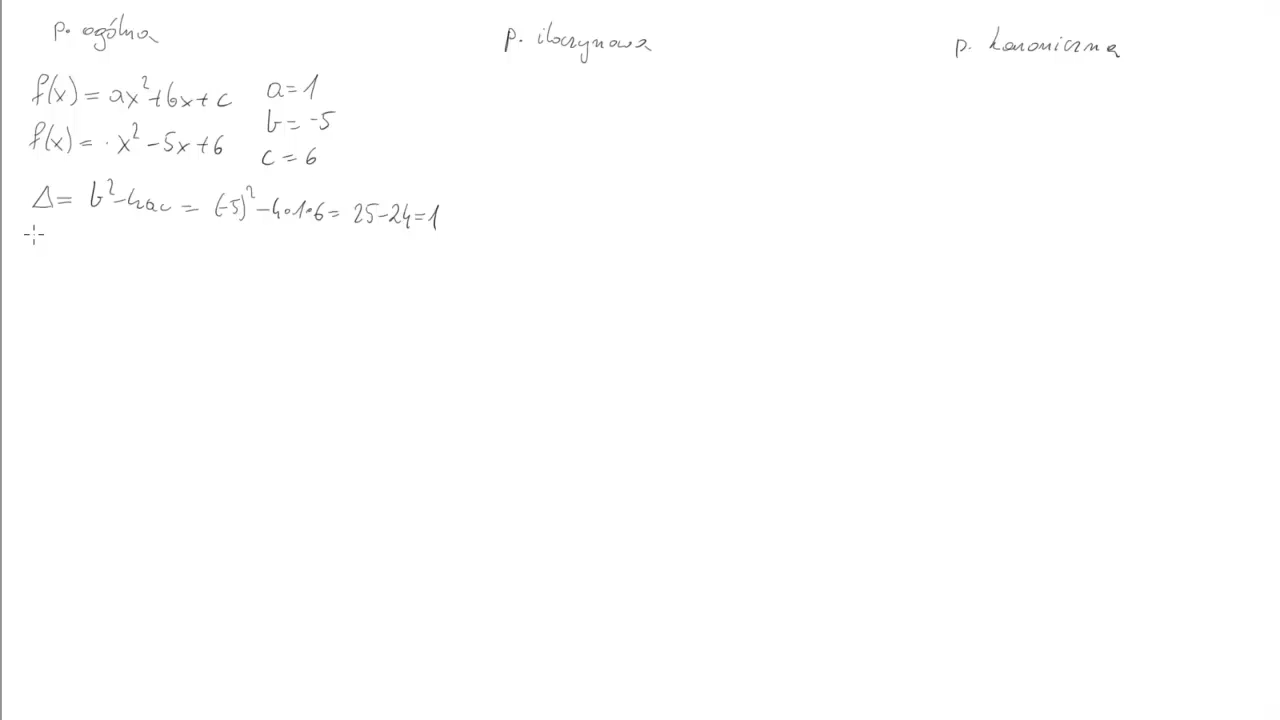 p. ogólna
p. iloczynowa
p. kanoniczna
f(x) = ax²+bx+c
a=1
f(x) = · x² - 5x + 6
b = -5
c = 6
Δ = b²-4ac = (-5)² - 4•1•6 = 25-24=1